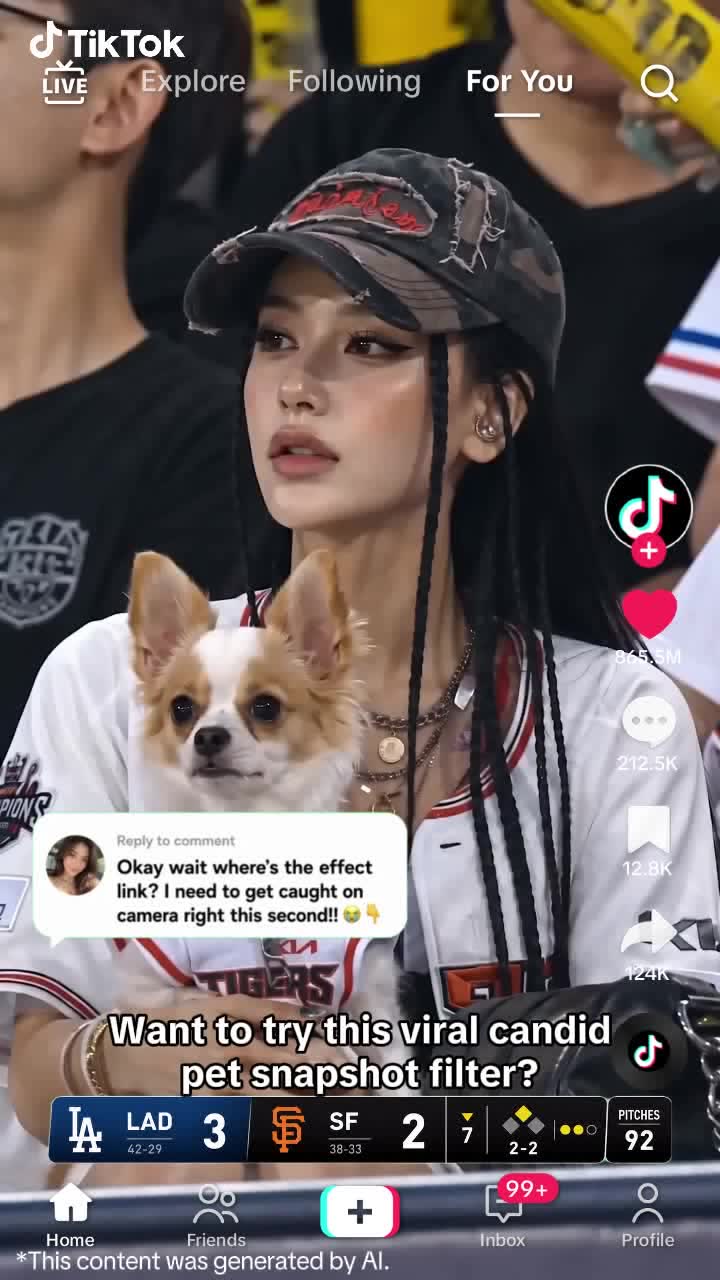 TikTok
LIVE
Explore
Following
For You
865.5M
212.5K
Reply to comment
Okay wait where's the effect
link? I need to get caught on
camera right this second!! 😭👇
12.8K
124K
KIA
TIGERS
Want to try this viral candid
pet snapshot filter?
LA LAD 42-29 3
SF SF 38-33 2
7
2-2
PITCHES
92
99+
Home
Friends
Inbox
Profile
*This content was generated by AI.